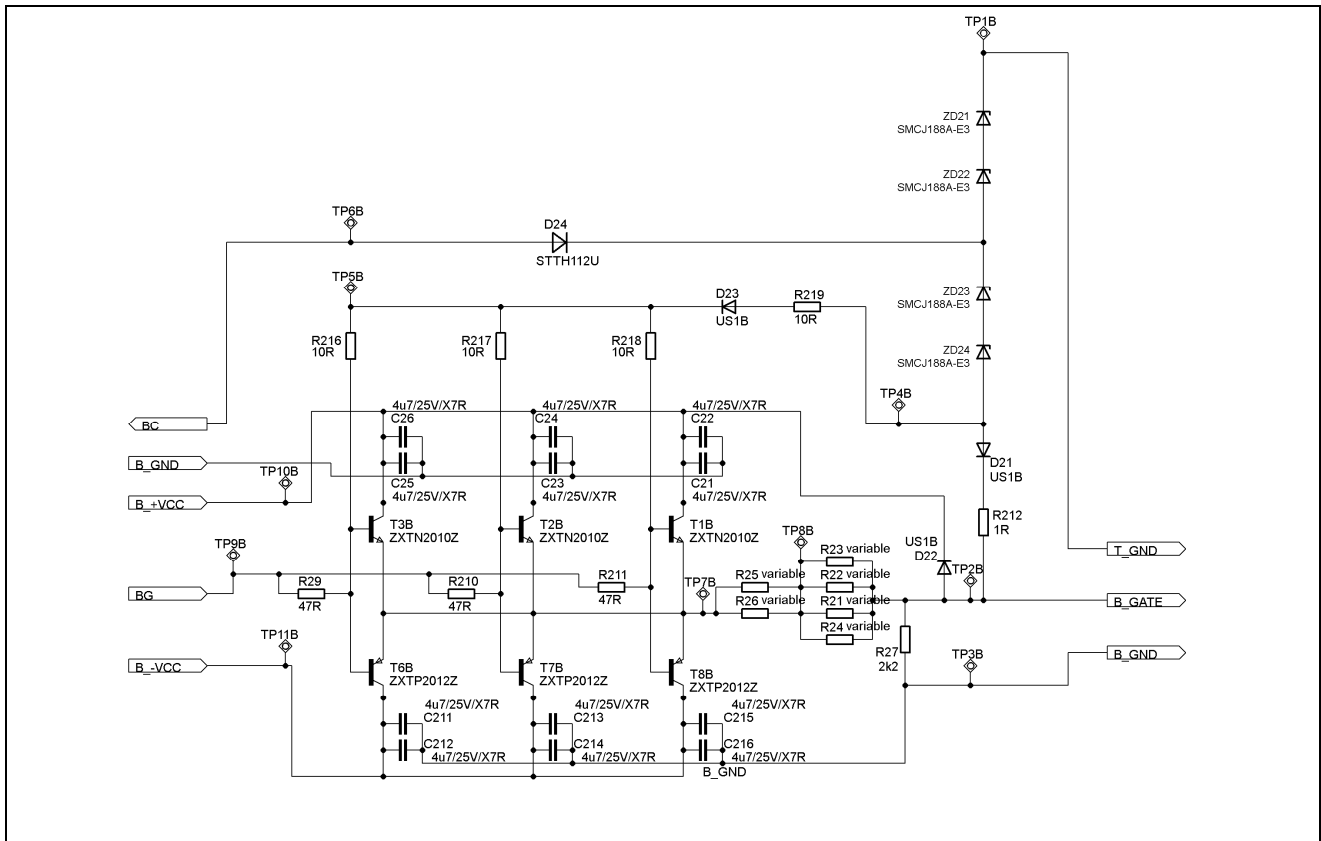 TP1B
ZD21
SMCJ188A-E3
ZD22
SMCJ188A-E3
TP6B
D24
STTH112U
TP5B
D23
US1B
R219
10R
ZD23
SMCJ188A-E3
R216
10R
R217
10R
R218
10R
ZD24
SMCJ188A-E3
TP4B
4u7/25V/X7R
4u7/25V/X7R
4u7/25V/X7R
C26
C24
C22
BC
B_GND
TP10B
C25
C23
C21
4u7/25V/X7R
4u7/25V/X7R
4u7/25V/X7R
D21
US1B
B_+VCC
R212
1R
T3B
ZXTN2010Z
T2B
ZXTN2010Z
T1B
ZXTN2010Z
TP9B
TP8B
US1B
D22
TP2B
T_GND
R23 variable
R25 variable
R22 variable
BG
R29
47R
R210
47R
R211
47R
TP7B
R26 variable
R21 variable
B_GATE
R24 variable
TP11B
B_-VCC
R27
2k2
TP3B
B_GND
T6B
ZXTP2012Z
T7B
ZXTP2012Z
T8B
ZXTP2012Z
4u7/25V/X7R
4u7/25V/X7R
4u7/25V/X7R
C211
C213
C215
C212
C214
C216
4u7/25V/X7R
4u7/25V/X7R
4u7/25V/X7R
B_GND